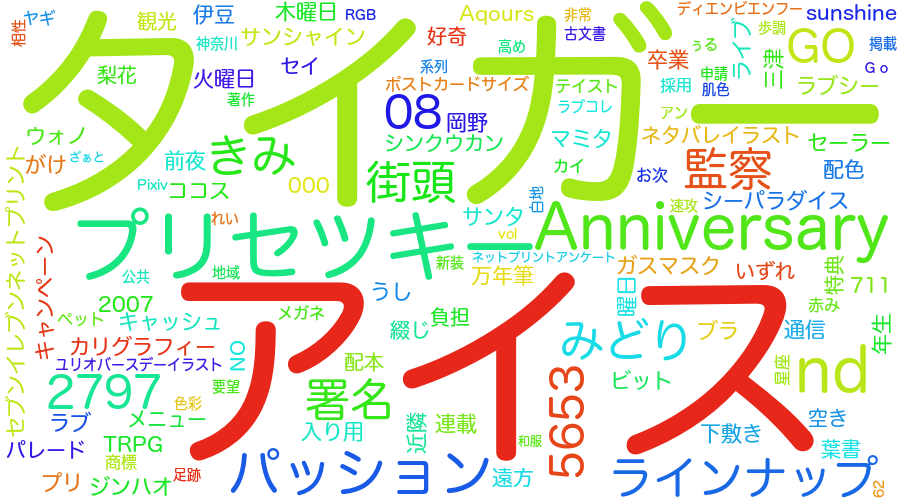 ヤギ
観光
伊豆
木曜日
RGB
Aqours
非常
ディエンビエンフー
sunshine
相性
タイガー
神奈川
サンシャイン
好奇
高め
古文書
ぅる
ライブ
歩調
掲載
卒業
GO
三津
Ｇｏ
梨花
火曜日
セイ
系列
ポストカードサイズ
テイスト
採用
申請
肌色
ラブシー
著作
08
岡野
ラブコレ
アン
ウォノ
ざぁと
がけ
前夜
きみ
シンクウカン
マミタ
ネタバレイラスト
セーラー
カイ
お次
監察
配色
Pixiv
ココス
000
街頭
白地
速攻
シーパラダイス
セブンイレブンネットプリント
プリセツキー
れい
サンタ
vol
Anniversary
キャンペーン
公共
地域
新装
ネットプリントアンケート
万年筆
ガスマスク
いずれ
特典
711
2007
アイス
うし
曜日
赤み
ペット
キャッシュ
メガネ
綴じ
負担
みどり
ブラ
通信
年生
カリグラフィー
NO
ユリオバースデーイラスト
配本
ビット
星座
nd
2797
要望
署名
5653
ラブ
メニュー
色彩
入り用
近畿
連載
和服
下敷き
空き
パレード
TRPG
商標
葉書
プリ
ジンハオ
足跡
パッション
遠方
ラインナップ
62